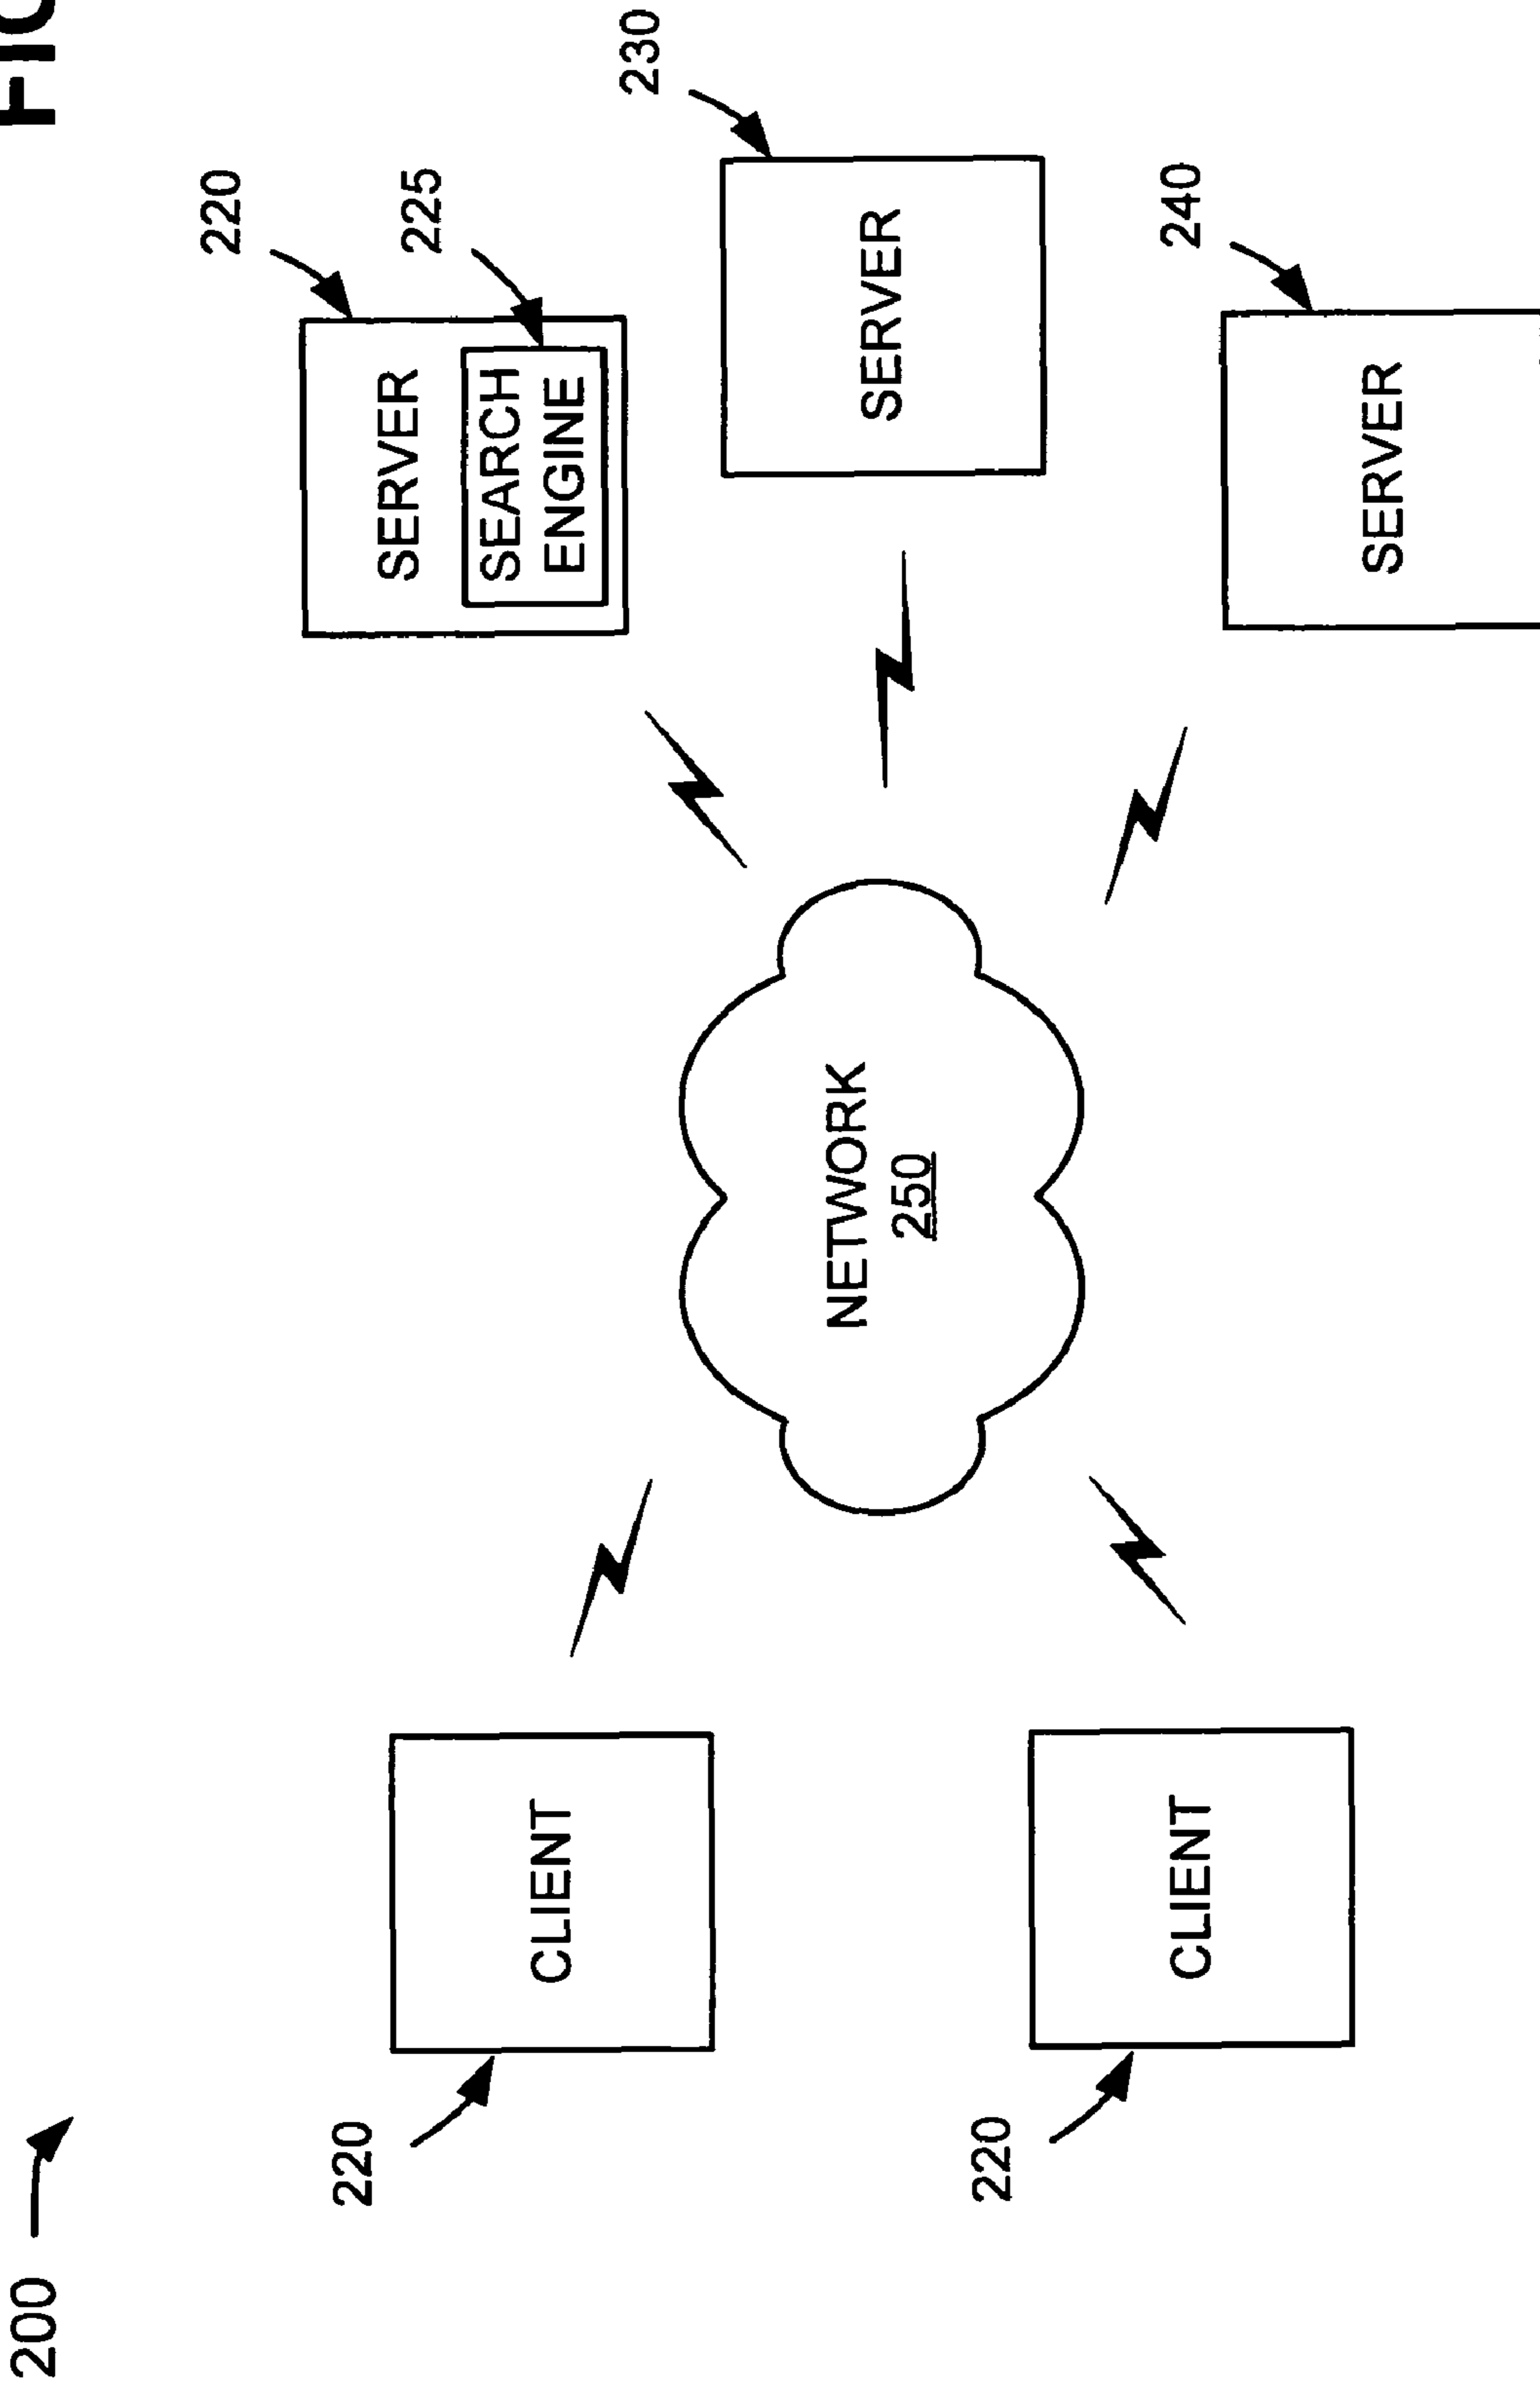 200
220
CLIENT
220
CLIENT
NETWORK
250
220
SERVER
225
SEARCH
ENGINE
230
SERVER
240
SERVER